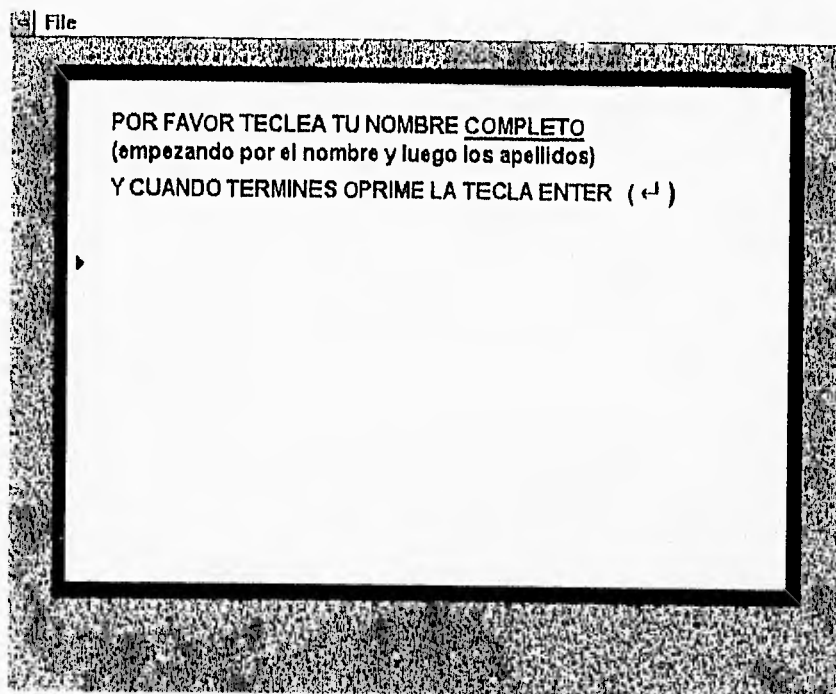 File
POR FAVOR TECLEA TU NOMBRE COMPLETO
(empezando por el nombre y luego los apellidos)
Y CUANDO TERMINES OPRIME LA TECLA ENTER (↵)